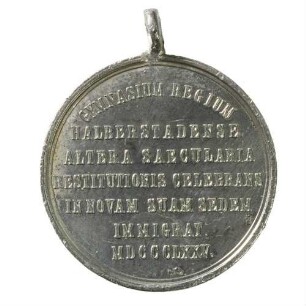 GYMNASIUM REGIUM
HALBERSTADENSE
ALTERA SAECULARIA
RESTITUTIONIS CELEBRANS
IN NOVAM SUAM SEDEM
IMMIGRAT
MDCCCLXXV.